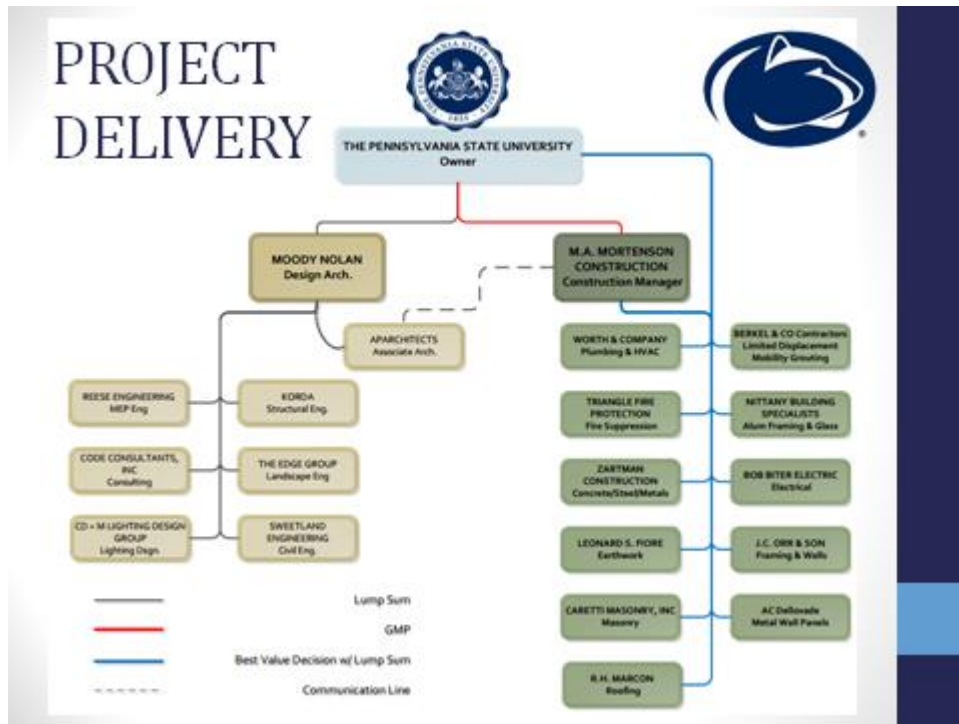 PROJECT
DELIVERY
THE PENNSYLVANIA STATE UNIVERSITY
Owner
MOODY NOLAN
Design Arch.
M.A. MORTENSON
CONSTRUCTION
Construction Manager
APARCHITECTS
Associate Arch.
REESE ENGINEERING
MEP Eng
KORDA
Structural Eng.
CODE CONSULTANTS,
INC
Consulting
THE EDGE GROUP
Landscape Eng
CD + M LIGHTING DESIGN
GROUP
Lighting Dsgn.
SWEETLAND
ENGINEERING
Civil Eng.
WORTH & COMPANY
Plumbing & HVAC
BERKEL & CO Contractors
Limited Displacement
Mobility Grouting
TRIANGLE FIRE
PROTECTION
Fire Suppression
NITTANY BUILDING
SPECIALISTS
Alum Framing & Glass
ZARTMAN
CONSTRUCTION
Concrete/Steel/Metals
BOB BITER ELECTRIC
Electrical
LEONARD S. FIORE
Earthwork
J.C. ORR & SON
Framing & Walls
CARETTI MASONRY, INC
Masonry
AC Dellovade
Metal Wall Panels
R.H. MARCON
Roofing
Lump Sum
GMP
Best Value Decision w/ Lump Sum
Communication Line